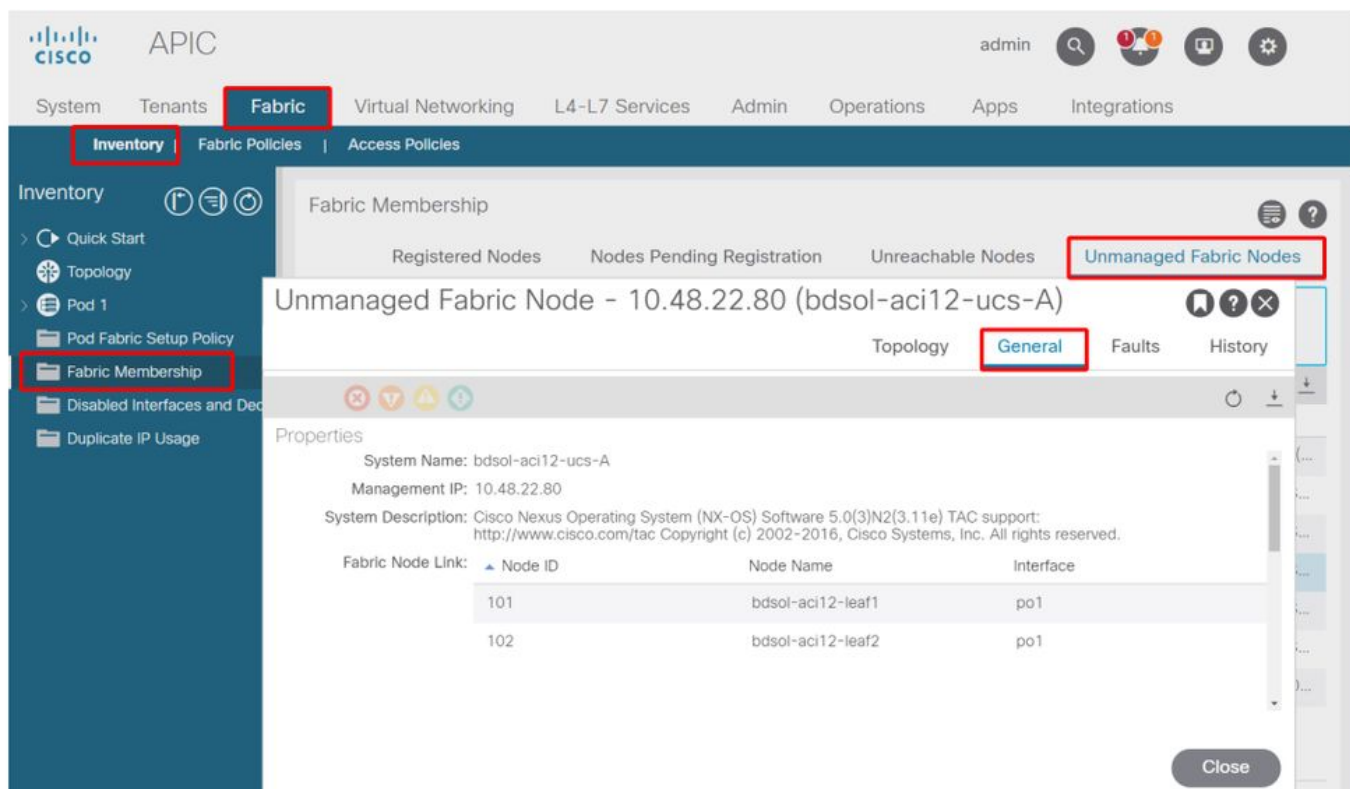 CISCO APIC admin 1 1
System Tenants Fabric Virtual Networking L4-L7 Services Admin Operations Apps Integrations
Inventory | Fabric Policies | Access Policies
Inventory
Quick Start
Topology
Pod 1
Pod Fabric Setup Policy
Fabric Membership
Disabled Interfaces and Dec
Duplicate IP Usage
Fabric Membership
Registered Nodes Nodes Pending Registration Unreachable Nodes Unmanaged Fabric Nodes
Unmanaged Fabric Node - 10.48.22.80 (bdsol-aci12-ucs-A)
Topology General Faults History
Properties
System Name: bdsol-aci12-ucs-A
Management IP: 10.48.22.80
System Description: Cisco Nexus Operating System (NX-OS) Software 5.0(3)N2(3.11e) TAC support:
http://www.cisco.com/tac Copyright (c) 2002-2016, Cisco Systems, Inc. All rights reserved.
Fabric Node Link: Node ID Node Name Interface
101 bdsol-aci12-leaf1 po1
102 bdsol-aci12-leaf2 po1
Close